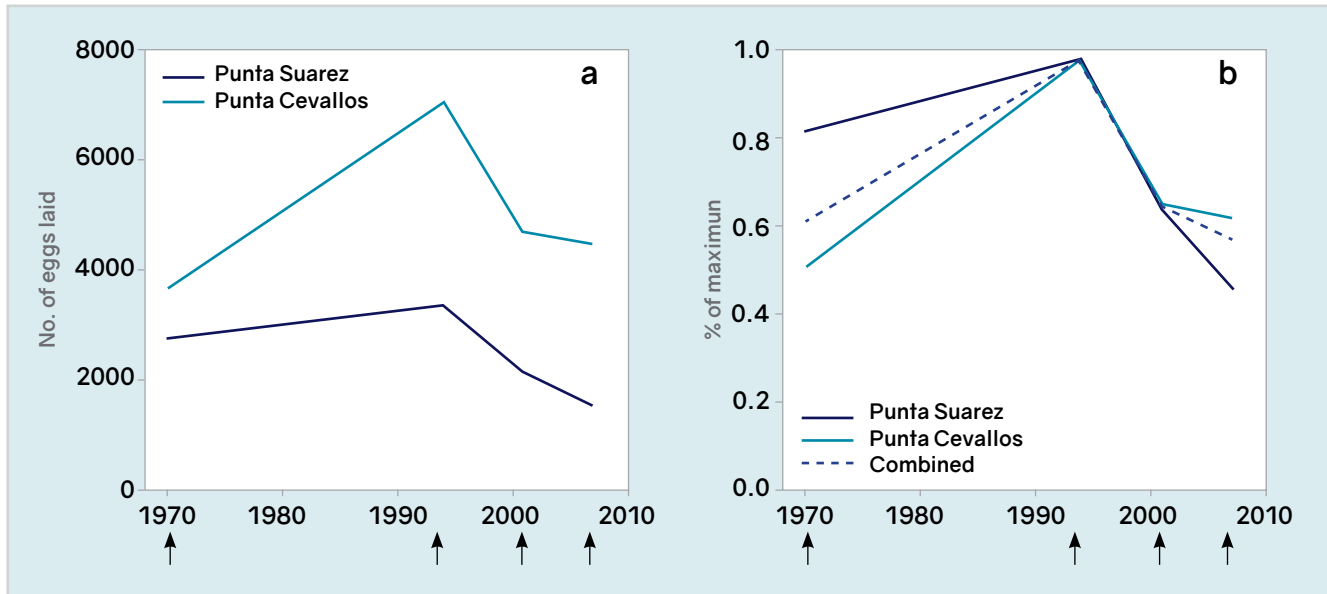 No. of eggs laid
8000
6000
4000
2000
0
1970 1980 1990 2000 2010
Punta Suarez
Punta Cevallos
a
% of maximun
1.0
0.8
0.6
0.4
0.2
0.0
1970 1980 1990 2000 2010
b
Punta Suarez
Punta Cevallos
Combined